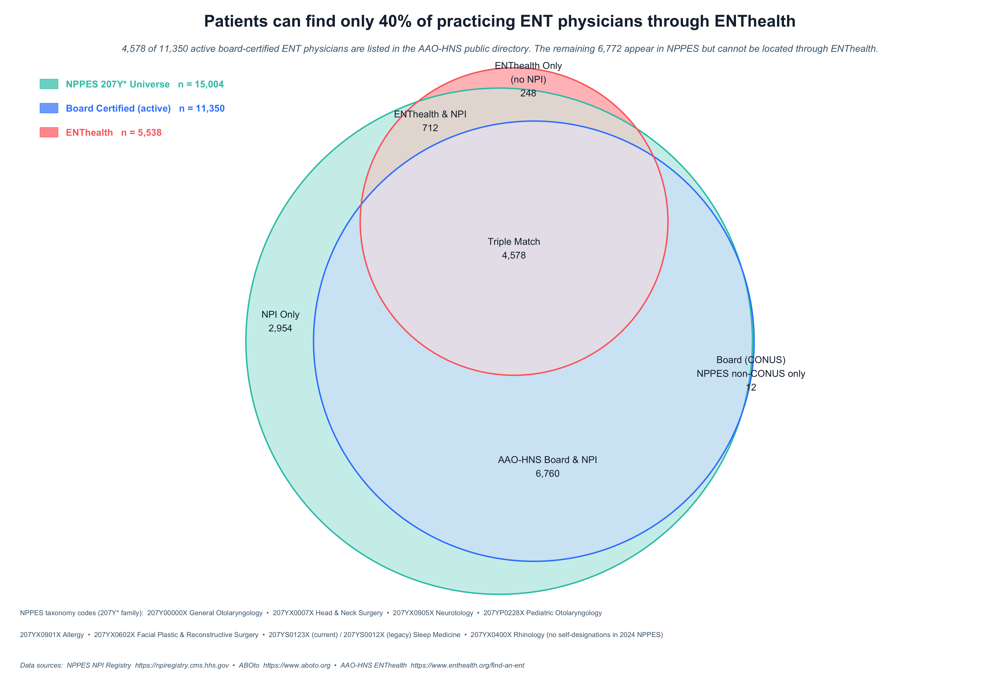 Patients can find only 40% of practicing ENT physicians through ENThealth
4,578 of 11,350 active board-certified ENT physicians are listed in the AAO-HNS public directory. The remaining 6,772 appear in NPPES but cannot be located through ENThealth.
NPPES 207Y* Universe n = 15,004
Board Certified (active) n = 11,350
ENThealth n = 5,538
ENThealth Only
(no NPI)
248
ENThealth & NPI
712
Triple Match
4,578
NPI Only
2,954
Board (CONUS)
NPPES non-CONUS only
12
AAO-HNS Board & NPI
6,760
NPPES taxonomy codes (207Y* family): 207Y00000X General Otolaryngology • 207YX0007X Head & Neck Surgery • 207YX0905X Neurotology • 207YP0228X Pediatric Otolaryngology
207YX0901X Allergy • 207YX0602X Facial Plastic & Reconstructive Surgery • 207YS0123X (current) / 207YS0012X (legacy) Sleep Medicine • 207YX0400X Rhinology (no self-designations in 2024 NPPES)
Data sources: NPPES NPI Registry https://npiregistry.cms.hhs.gov • ABOto https://www.aboto.org • AAO-HNS ENThealth https://www.enthealth.org/find-an-ent